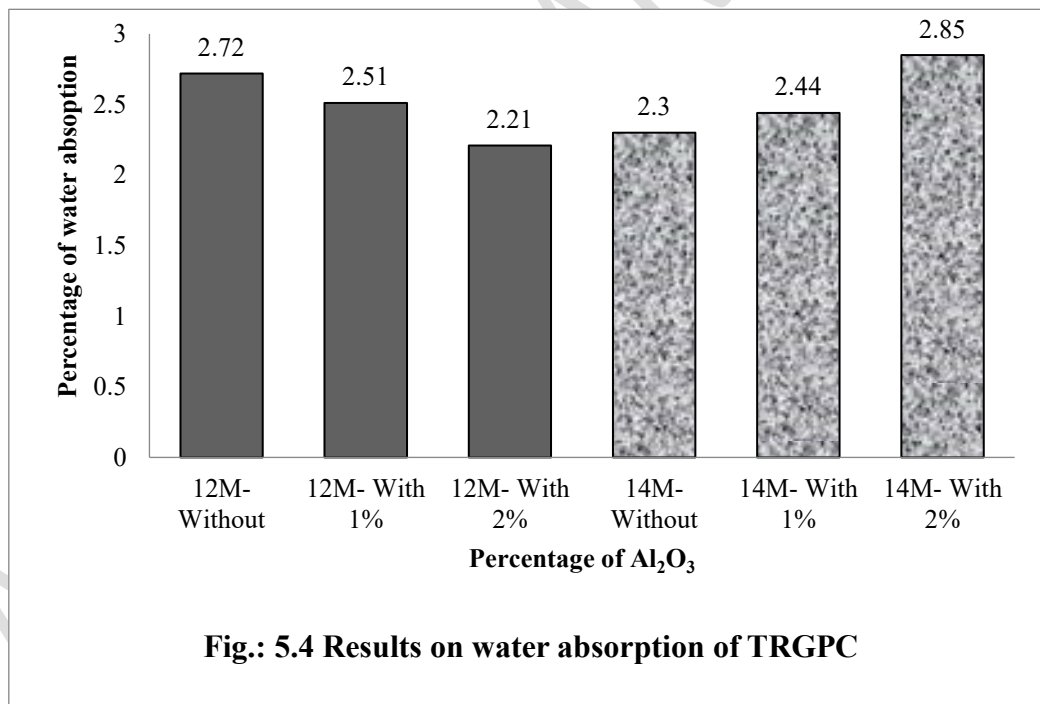 3
2.5
2
1.5
1
0.5
0
Percentage of water absoption
2.72
2.51
2.21
2.3
2.44
2.85
12M-
Without
12M- With
1%
12M- With
2%
14M-
Without
14M- With
1%
14M- With
2%
Percentage of Al₂O₃
Fig.: 5.4 Results on water absorption of TRGPC